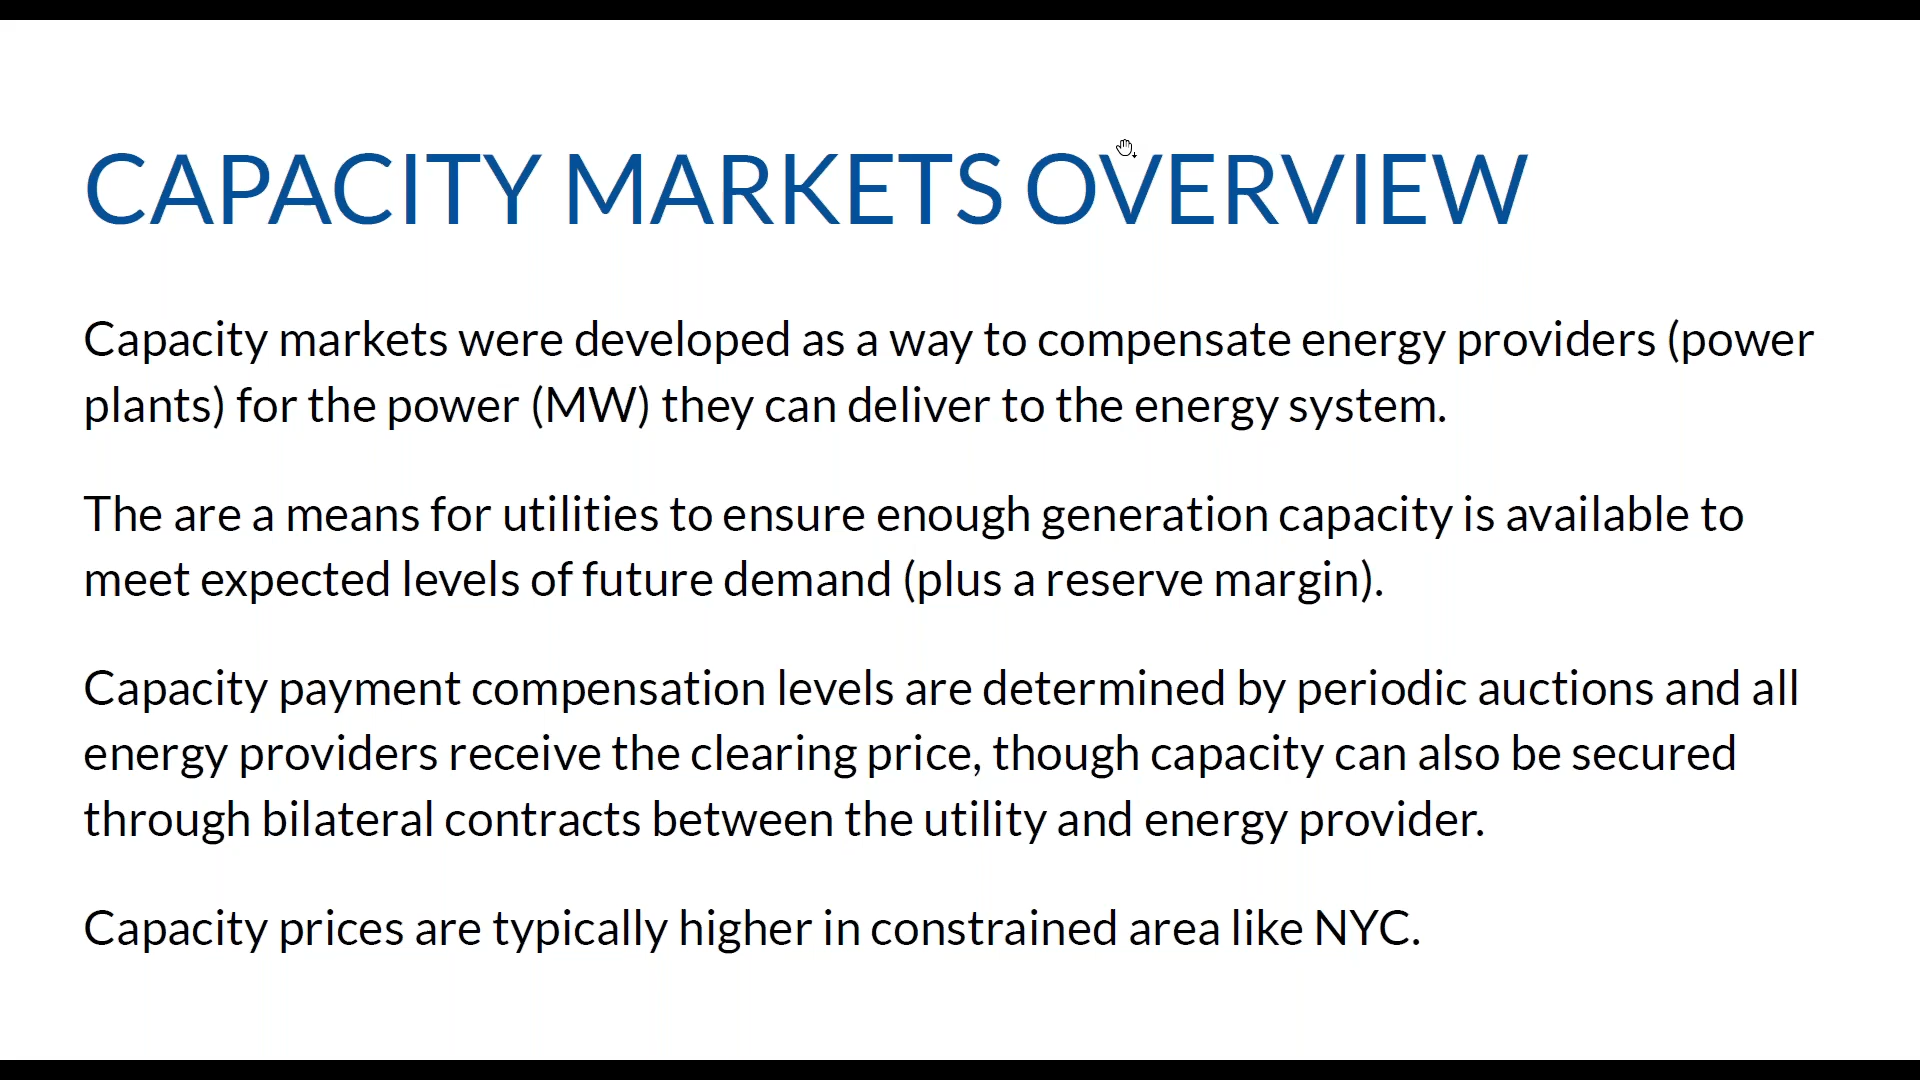 CAPACITY MARKETS OVERVIEW
Capacity markets were developed as a way to compensate energy providers (power
plants) for the power (MW) they can deliver to the energy system.
The are a means for utilities to ensure enough generation capacity is available to
meet expected levels of future demand (plus a reserve margin).
Capacity payment compensation levels are determined by periodic auctions and all
energy providers receive the clearing price, though capacity can also be secured
through bilateral contracts between the utility and energy provider.
Capacity prices are typically higher in constrained area like NYC.